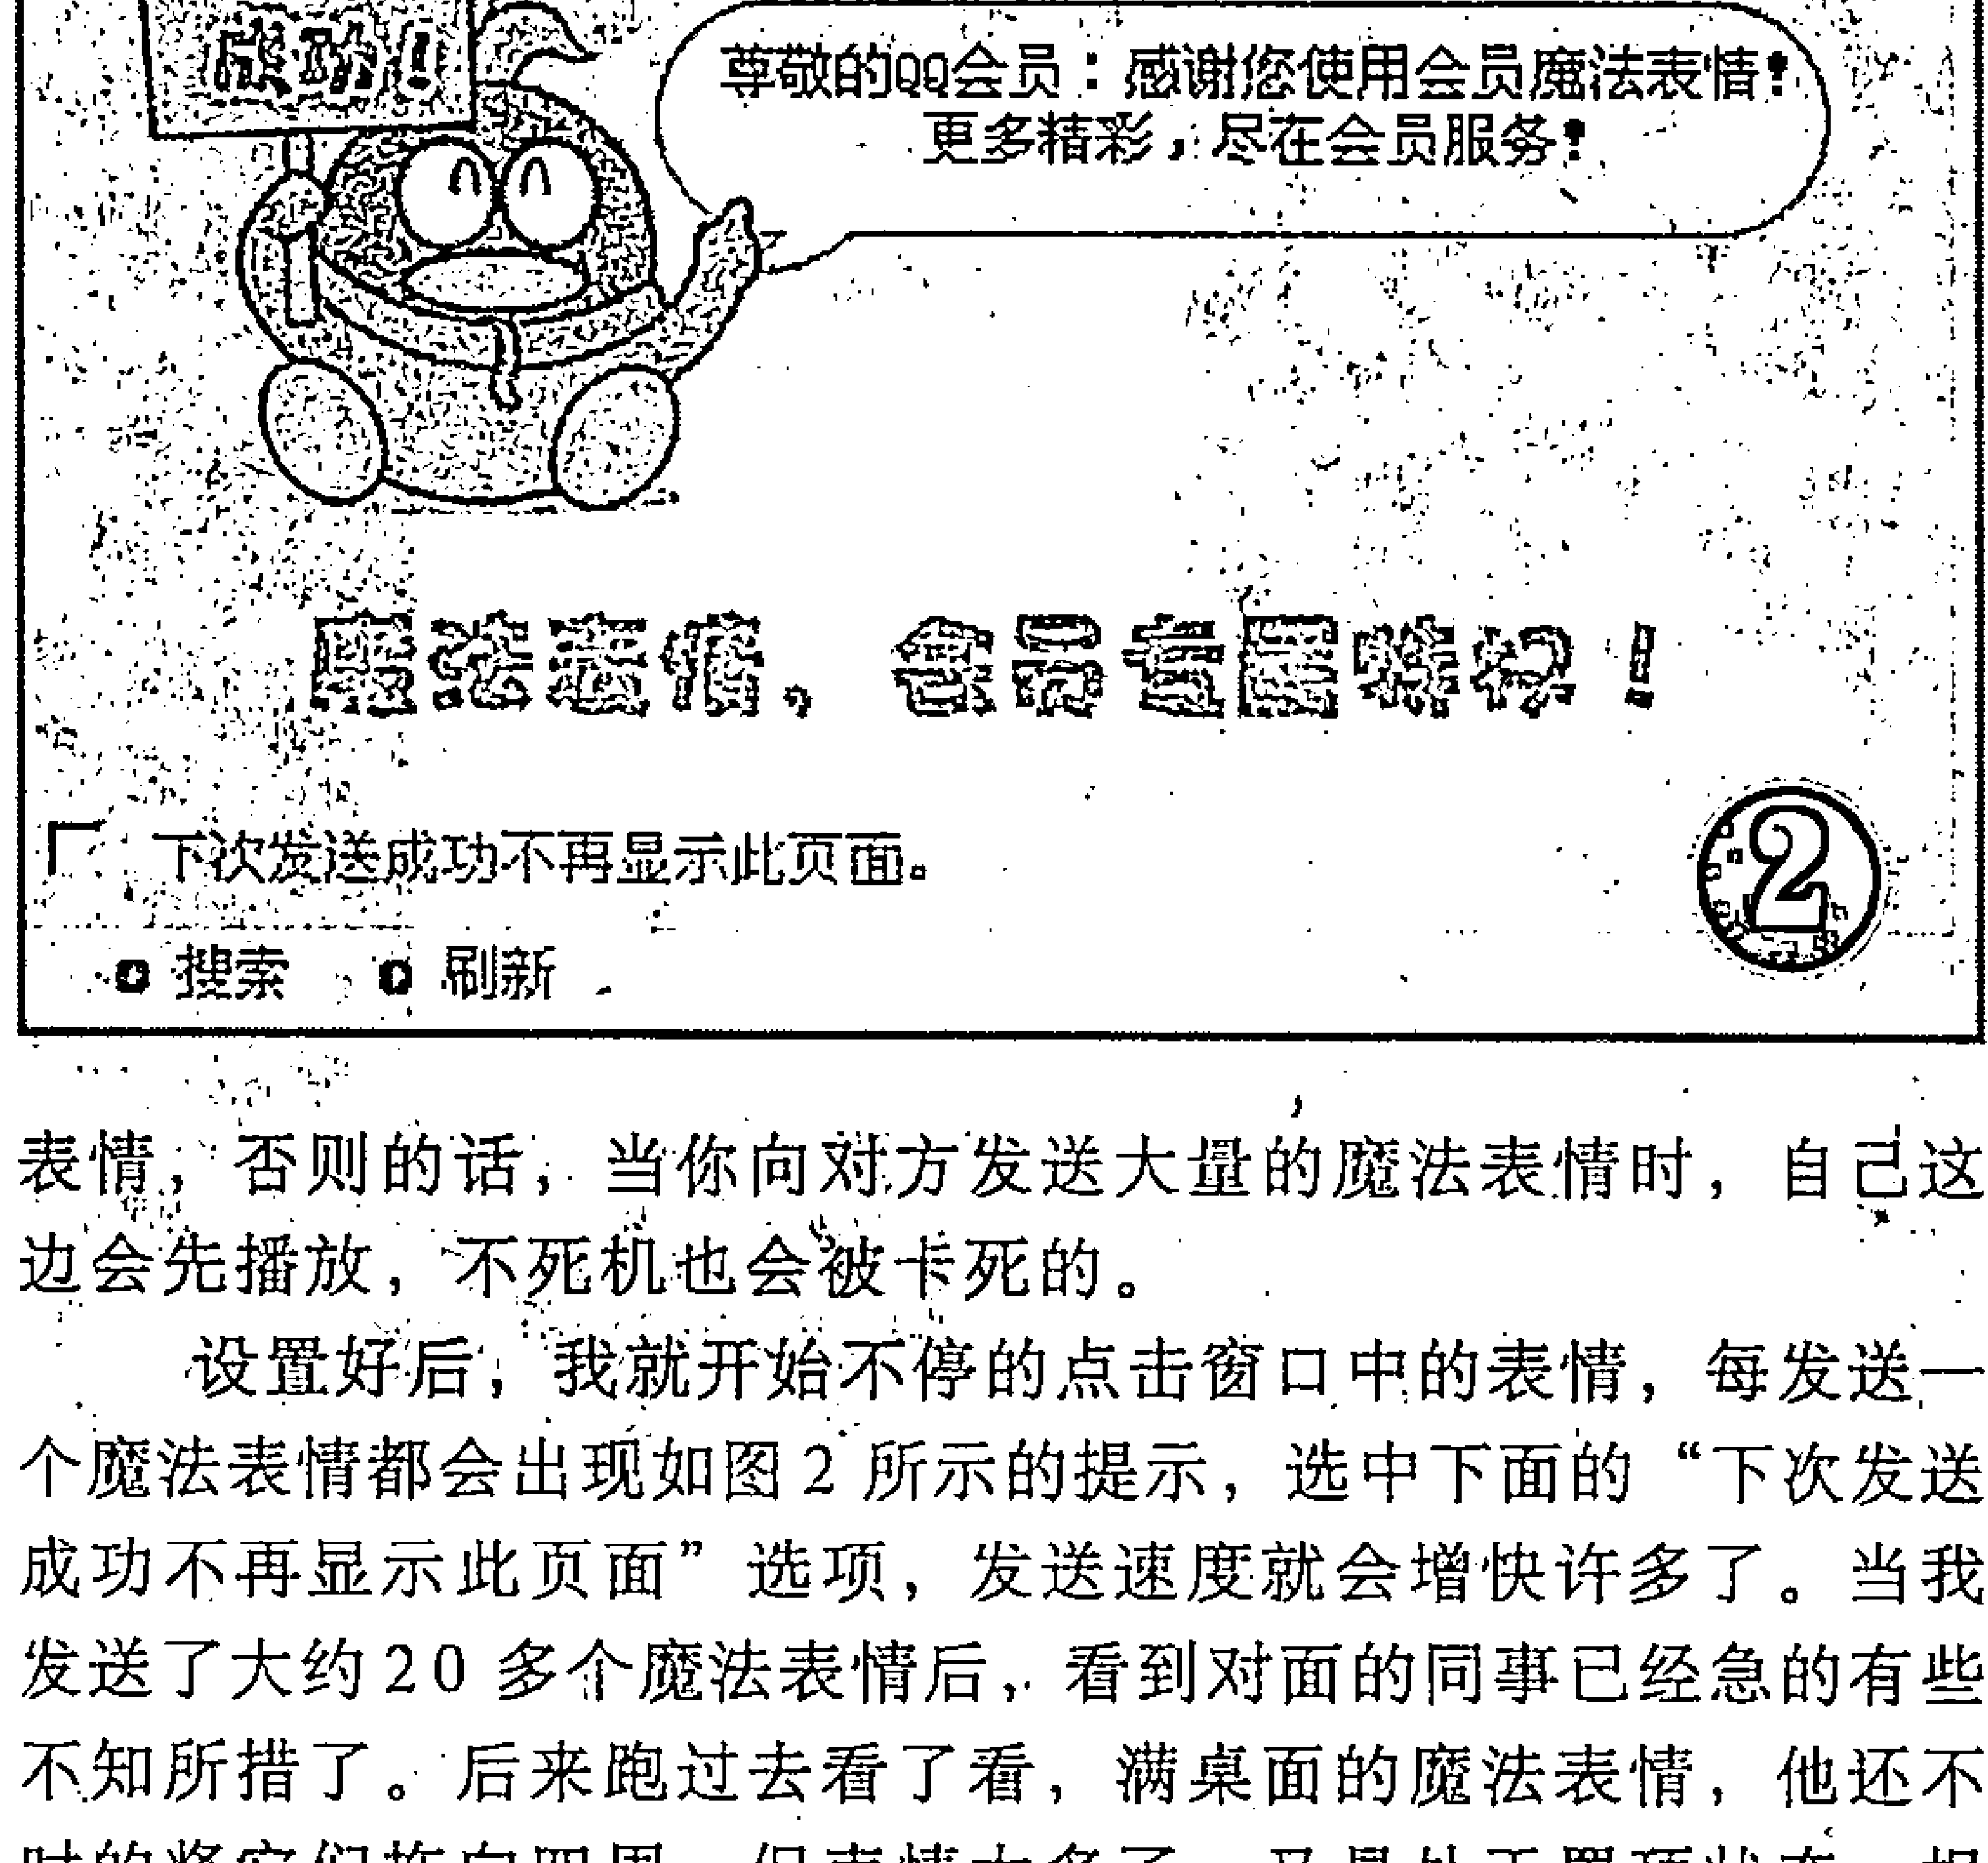 成功!
尊敬的QQ会员：感谢您使用会员魔法表情!
更多精彩，尽在会员服务!
魔法表情，会员专属特权！
下次发送成功不再显示此页面。
2
搜索 刷新
表情，否则的话，当你向对方发送大量的魔法表情时，自己这
边会先播放，不死机也会被卡死的。
设置好后，我就开始不停的点击窗口中的表情，每发送一
个魔法表情都会出现如图2所示的提示，选中下面的“下次发送
成功不再显示此页面”选项，发送速度就会增快许多了。当我
发送了大约20多个魔法表情后，看到对面的同事已经急的有些
不知所措了。后来跑过去看了看，满桌面的魔法表情，他还不